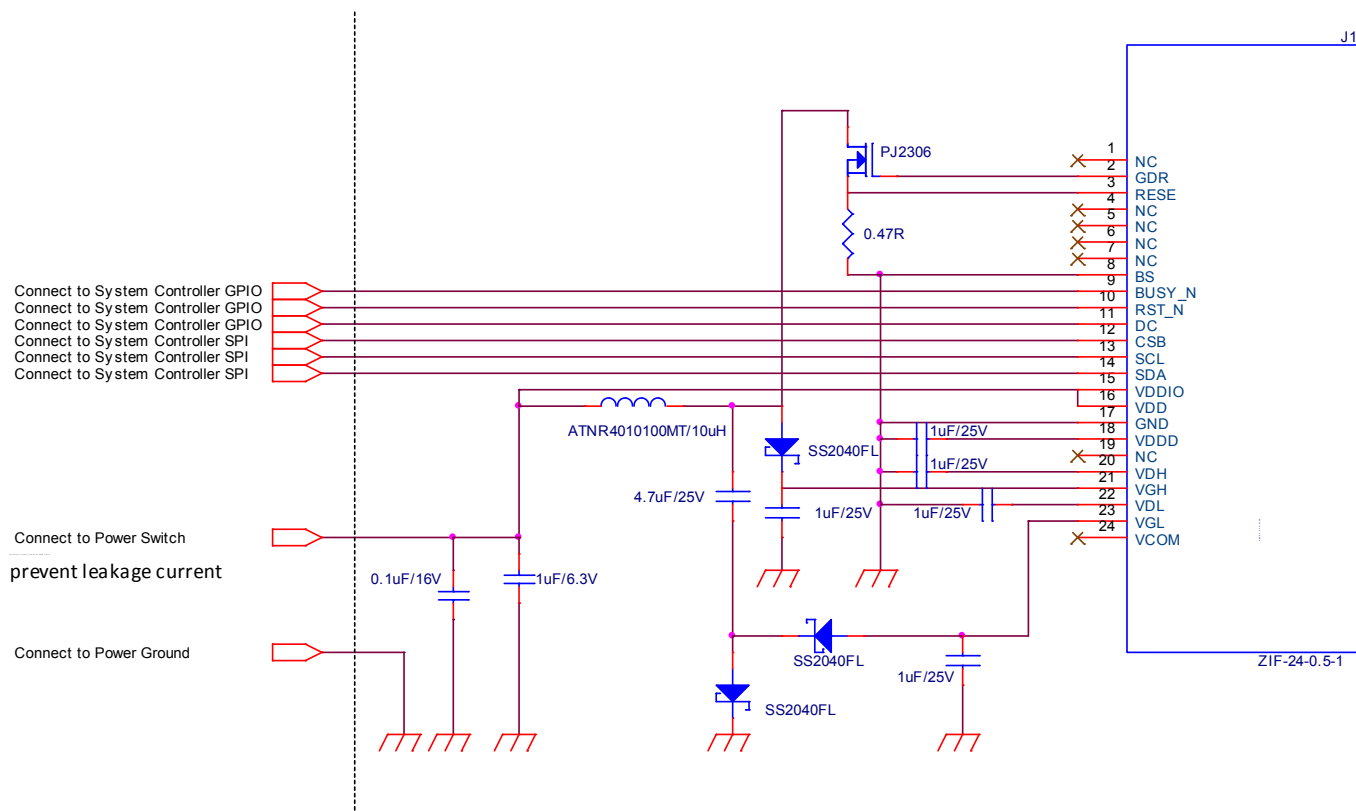 J1
PJ2306
0.47R
1
NC
2
GDR
3
RESE
4
NC
5
NC
6
NC
7
NC
8
BS
9
BUSY_N
10
RST_N
11
DC
12
CSB
13
SCL
14
SDA
15
VDDIO
16
VDD
17
GND
18
VDDD
19
NC
20
VDH
21
VGH
22
VDL
23
VGL
24
VCOM
Connect to System Controller GPIO
Connect to System Controller GPIO
Connect to System Controller GPIO
Connect to System Controller SPI
Connect to System Controller SPI
Connect to System Controller SPI
ATNR4010100MT/10uH
SS2040FL
1uF/25V
1uF/25V
4.7uF/25V
1uF/25V
1uF/25V
Connect to Power Switch
prevent leakage current
0.1uF/16V
1uF/6.3V
Connect to Power Ground
SS2040FL
1uF/25V
SS2040FL
ZIF-24-0.5-1